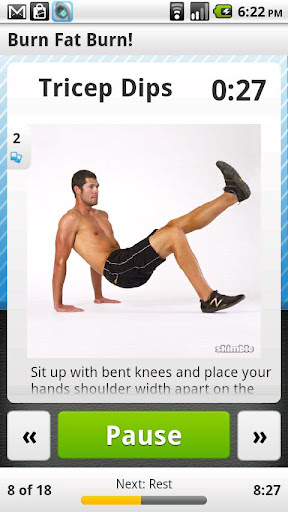 6:22 PM
Burn Fat Burn!
Tricep Dips 0:27
2
skimble
Sit up with bent knees and place your
hands shoulder width apart on the
« Pause »
Next: Rest
8 of 18 8:27